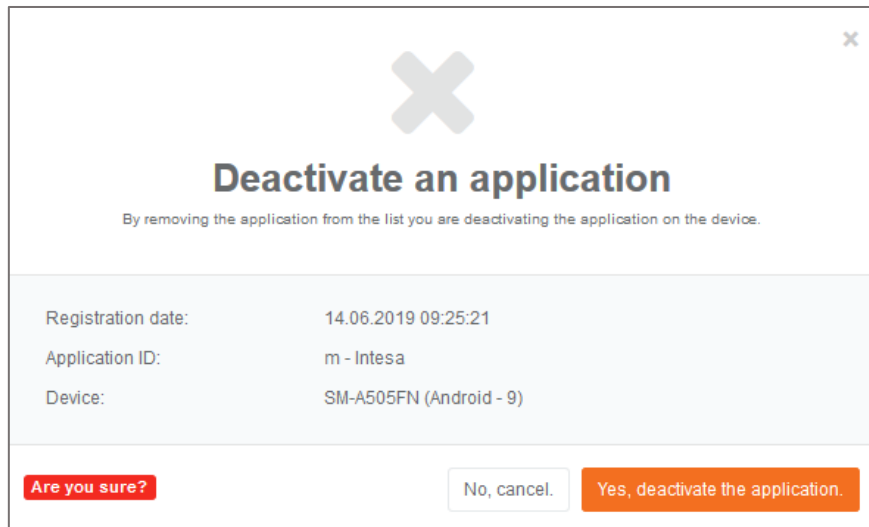 Deactivate an application
By removing the application from the list you are deactivating the application on the device.
Registration date: 14.06.2019 09:25:21
Application ID: m - Intesa
Device: SM-A505FN (Android - 9)
Are you sure? No, cancel. Yes, deactivate the application.